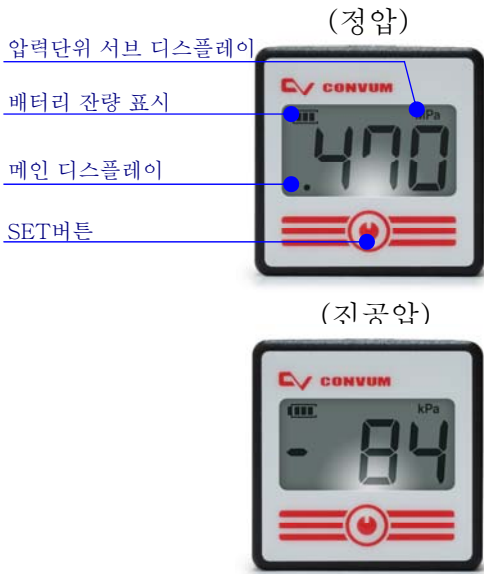 (정압)
압력단위 서브 디스플레이
CONVUM
배터리 잔량 표시
MPa
메인 디스플레이
.470
SET버튼
(진공압)
CONVUM
kPa
- 84